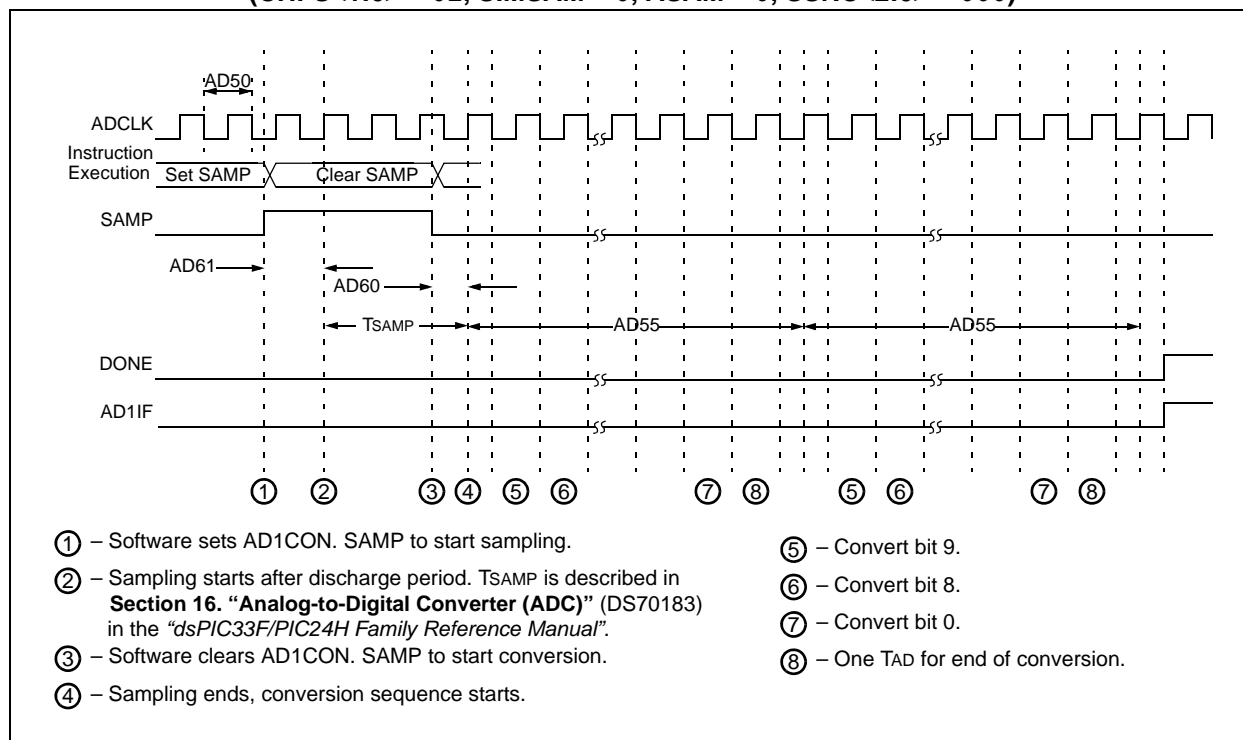 AD50
ADCLK
Instruction
Execution
Set SAMP
Clear SAMP
SAMP
AD61
AD60
TSAMP
AD55
AD55
DONE
AD1IF
1 2 3 4 5 6 7 8 5 6 7 8
1 – Software sets AD1CON. SAMP to start sampling.
2 – Sampling starts after discharge period. TSAMP is described in
Section 16. “Analog-to-Digital Converter (ADC)” (DS70183)
in the “dsPIC33F/PIC24H Family Reference Manual”.
3 – Software clears AD1CON. SAMP to start conversion.
4 – Sampling ends, conversion sequence starts.
5 – Convert bit 9.
6 – Convert bit 8.
7 – Convert bit 0.
8 – One TAD for end of conversion.